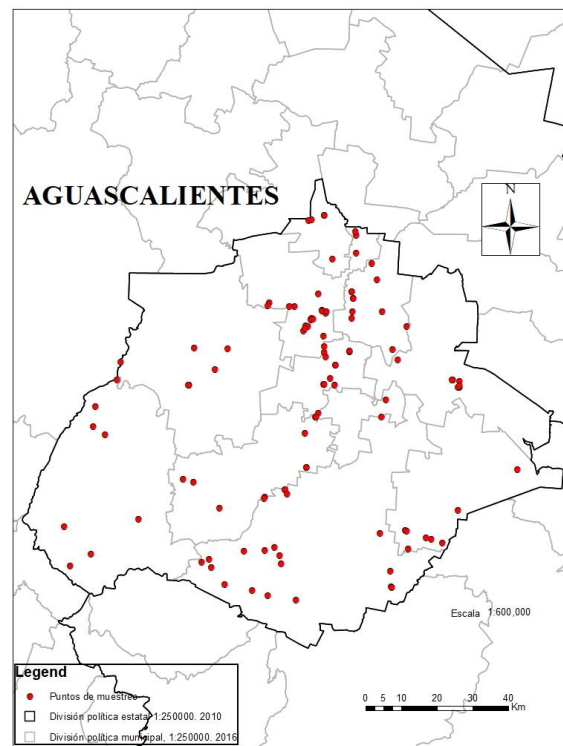 AGUASCALIENTES
N
Escala 1:600,000
Legend
Puntos de muestreo
División política estatal 1:250000. 2010
División política municipal, 1:250000. 2016
0 5 10 20 30 40
Km